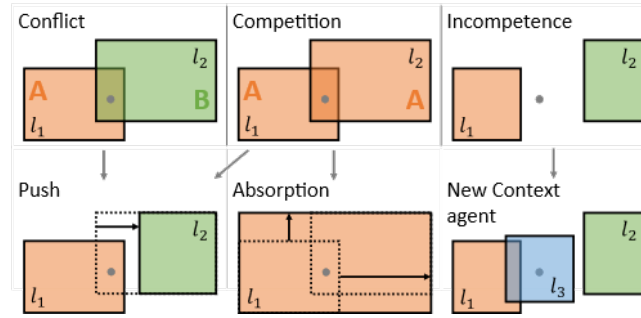 Conflict
Competition
Incompetence
l2
A
B
l1
l2
A
A
l1
l2
l1
Push
Absorption
New Context
agent
l2
l1
l2
l1
l2
l3
l1